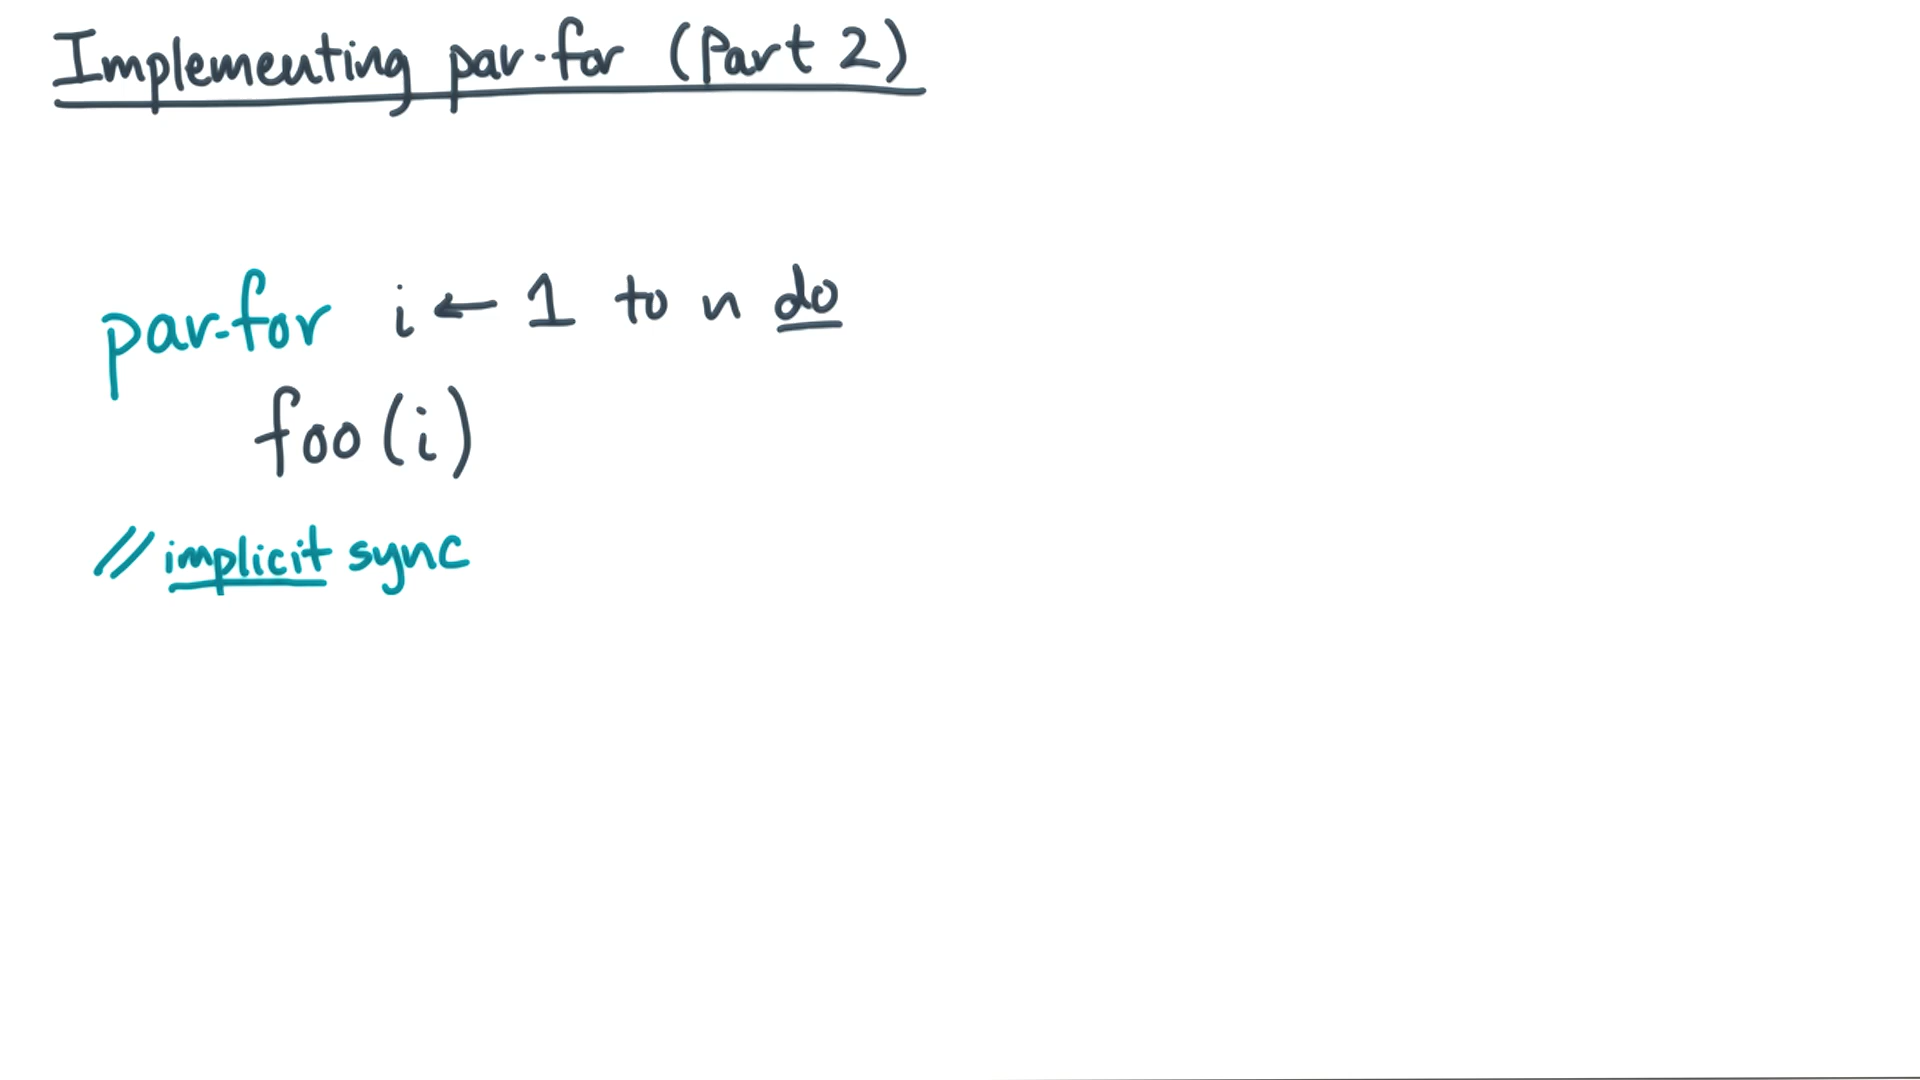 Implementing par-for (Part 2)
par-for i ← 1 to n do
foo(i)
// implicit sync